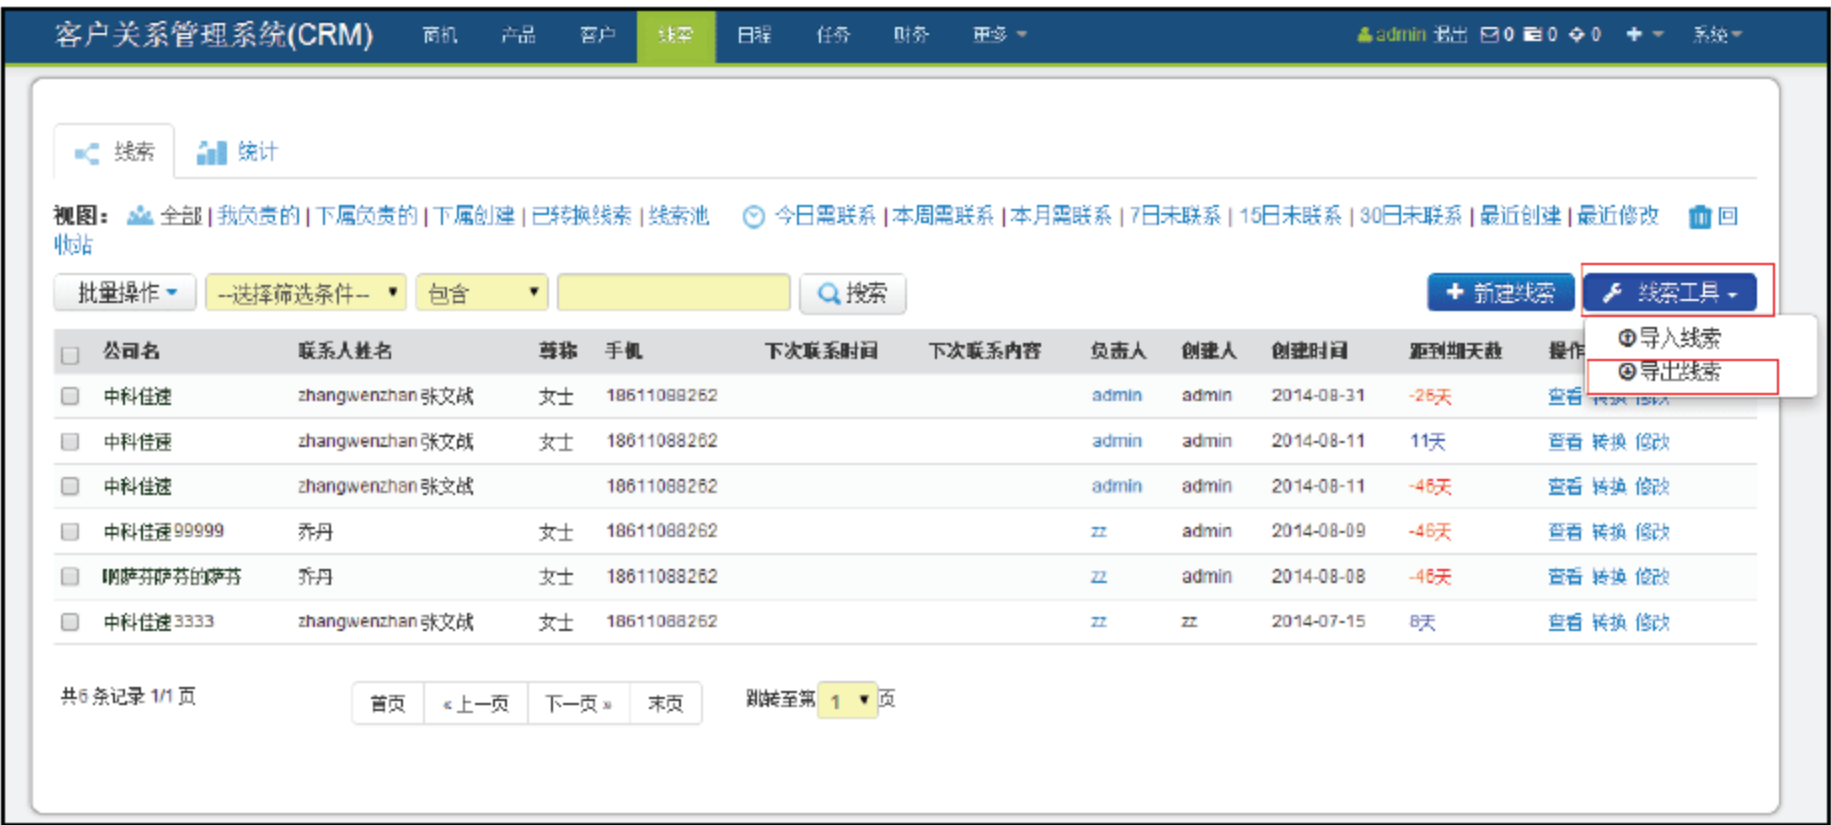 客户关系管理系统(CRM) 商机 产品 客户 线索 日程 任务 财务 更多 admin 退出 0 0 0 系统
线索 统计
视图： 全部 | 我负责的 | 下属负责的 | 下属创建 | 已转换线索 | 线索池 今日需联系 | 本周需联系 | 本月需联系 | 7日未联系 | 15日未联系 | 30日未联系 | 最近创建 | 最近修改 回
收站
批量操作 --选择筛选条件-- 包含 搜索 新建线索 线索工具
导入线索
导出线索
公司名 联系人姓名 尊称 手机 下次联系时间 下次联系内容 负责人 创建人 创建时间 距到期天数 操作
中科佳速 zhangwenzhan张文战 女士 18611088262 admin admin 2014-08-31 -26天 查看 转换 修改
中科佳速 zhangwenzhan张文战 女士 18611088262 admin admin 2014-08-11 11天 查看 转换 修改
中科佳速 zhangwenzhan张文战 18611088262 admin admin 2014-08-11 -46天 查看 转换 修改
中科佳速99999 乔丹 女士 18611088262 zz admin 2014-08-09 -46天 查看 转换 修改
萨芬萨芬的萨芬 乔丹 女士 18611088262 zz admin 2014-08-08 -46天 查看 转换 修改
中科佳速3333 zhangwenzhan张文战 女士 18611088262 zz zz 2014-07-15 8天 查看 转换 修改
共6 条记录 1/1 页 首页 «上一页 下一页» 末页 跳转至第 1 页